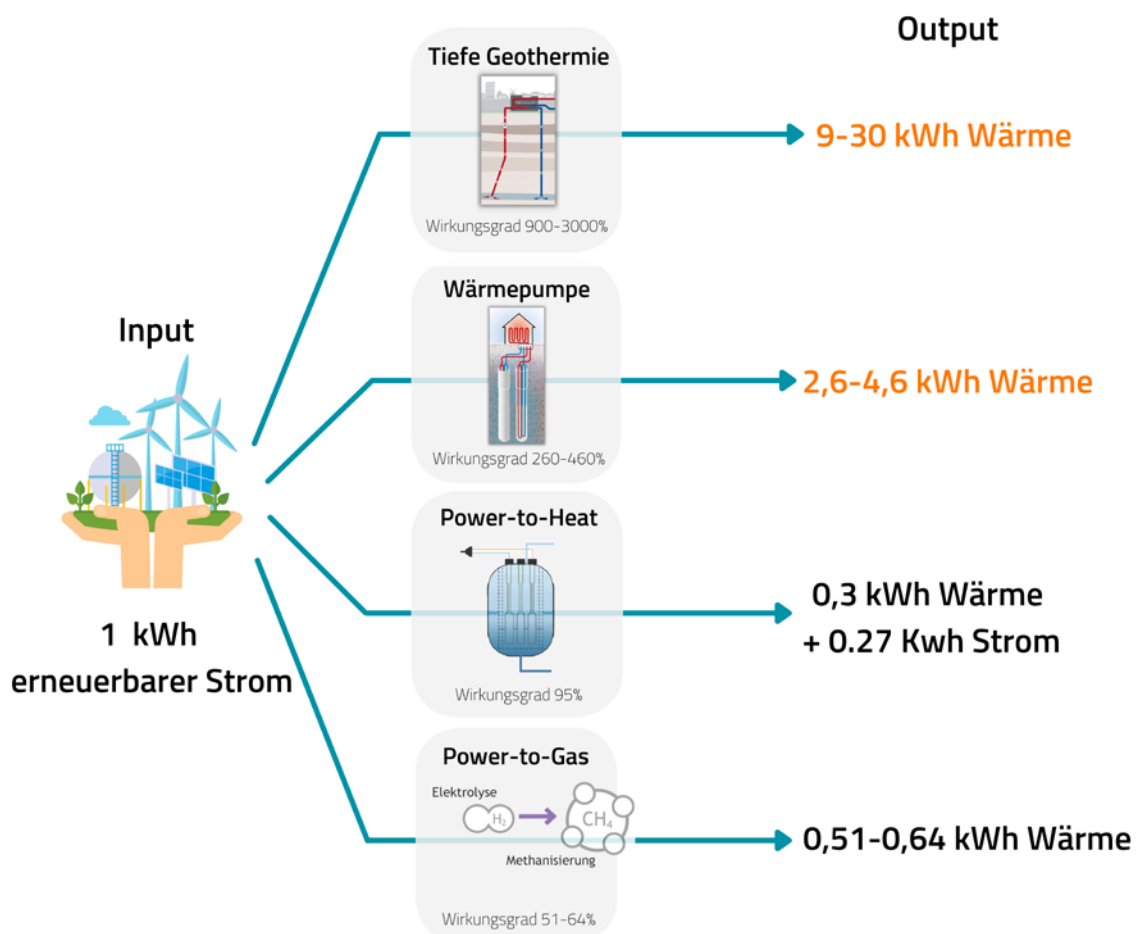 Output
Tiefe Geothermie
Wirkungsgrad 900-3000%
9-30 kWh Wärme
Wärmepumpe
Wirkungsgrad 260-460%
2,6-4,6 kWh Wärme
Input
1 kWh
erneuerbarer Strom
Power-to-Heat
Wirkungsgrad 95%
0,3 kWh Wärme
+ 0.27 Kwh Strom
Power-to-Gas
Elektrolyse
H2
CH4
Methanisierung
Wirkungsgrad 51-64%
0,51-0,64 kWh Wärme